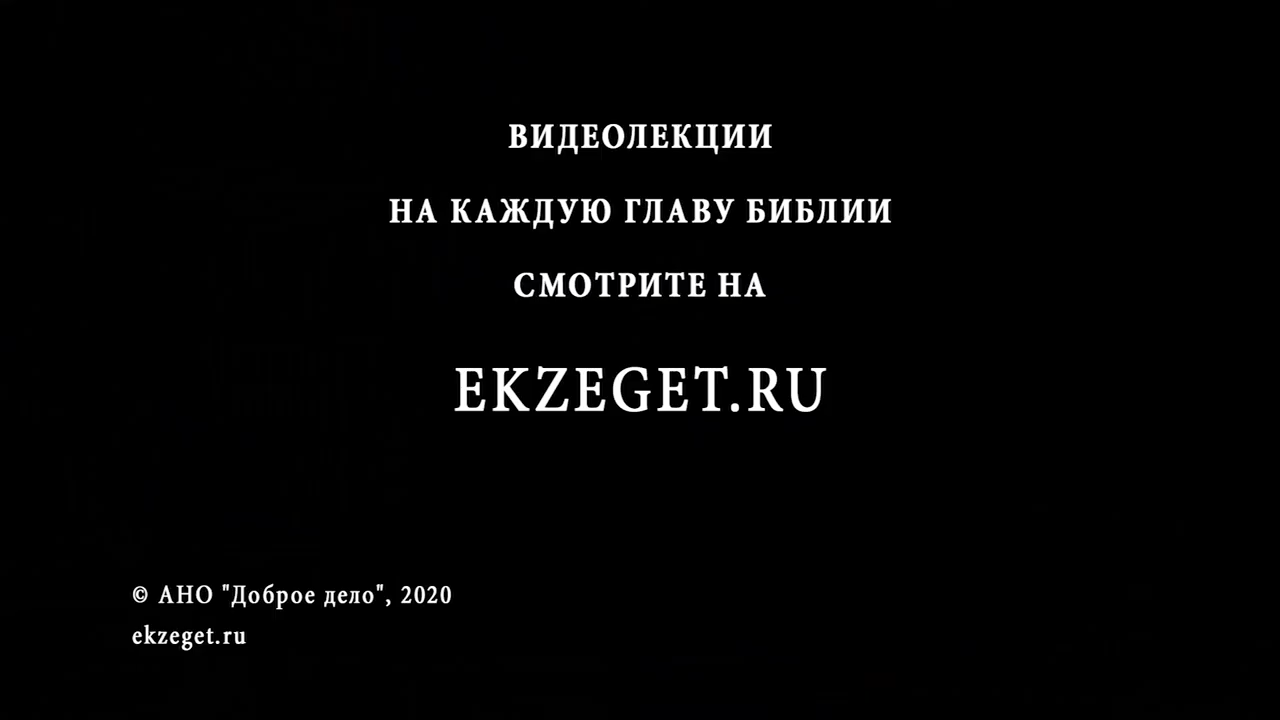 ВИДЕОЛЕКЦИИ
НА КАЖДУЮ ГЛАВУ БИБЛИИ
СМОТРИТЕ НА
EKZEGET.RU
© АНО "Доброе дело", 2020
ekzeget.ru